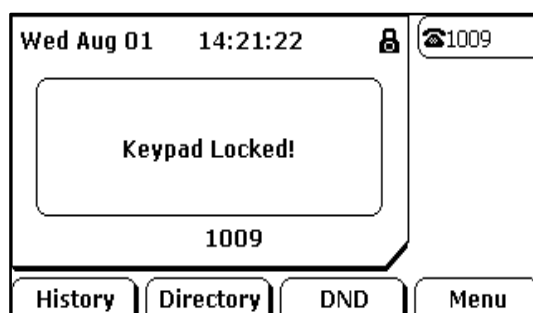 Wed Aug 01 14:21:22
1009
Keypad Locked!
1009
History Directory DND Menu